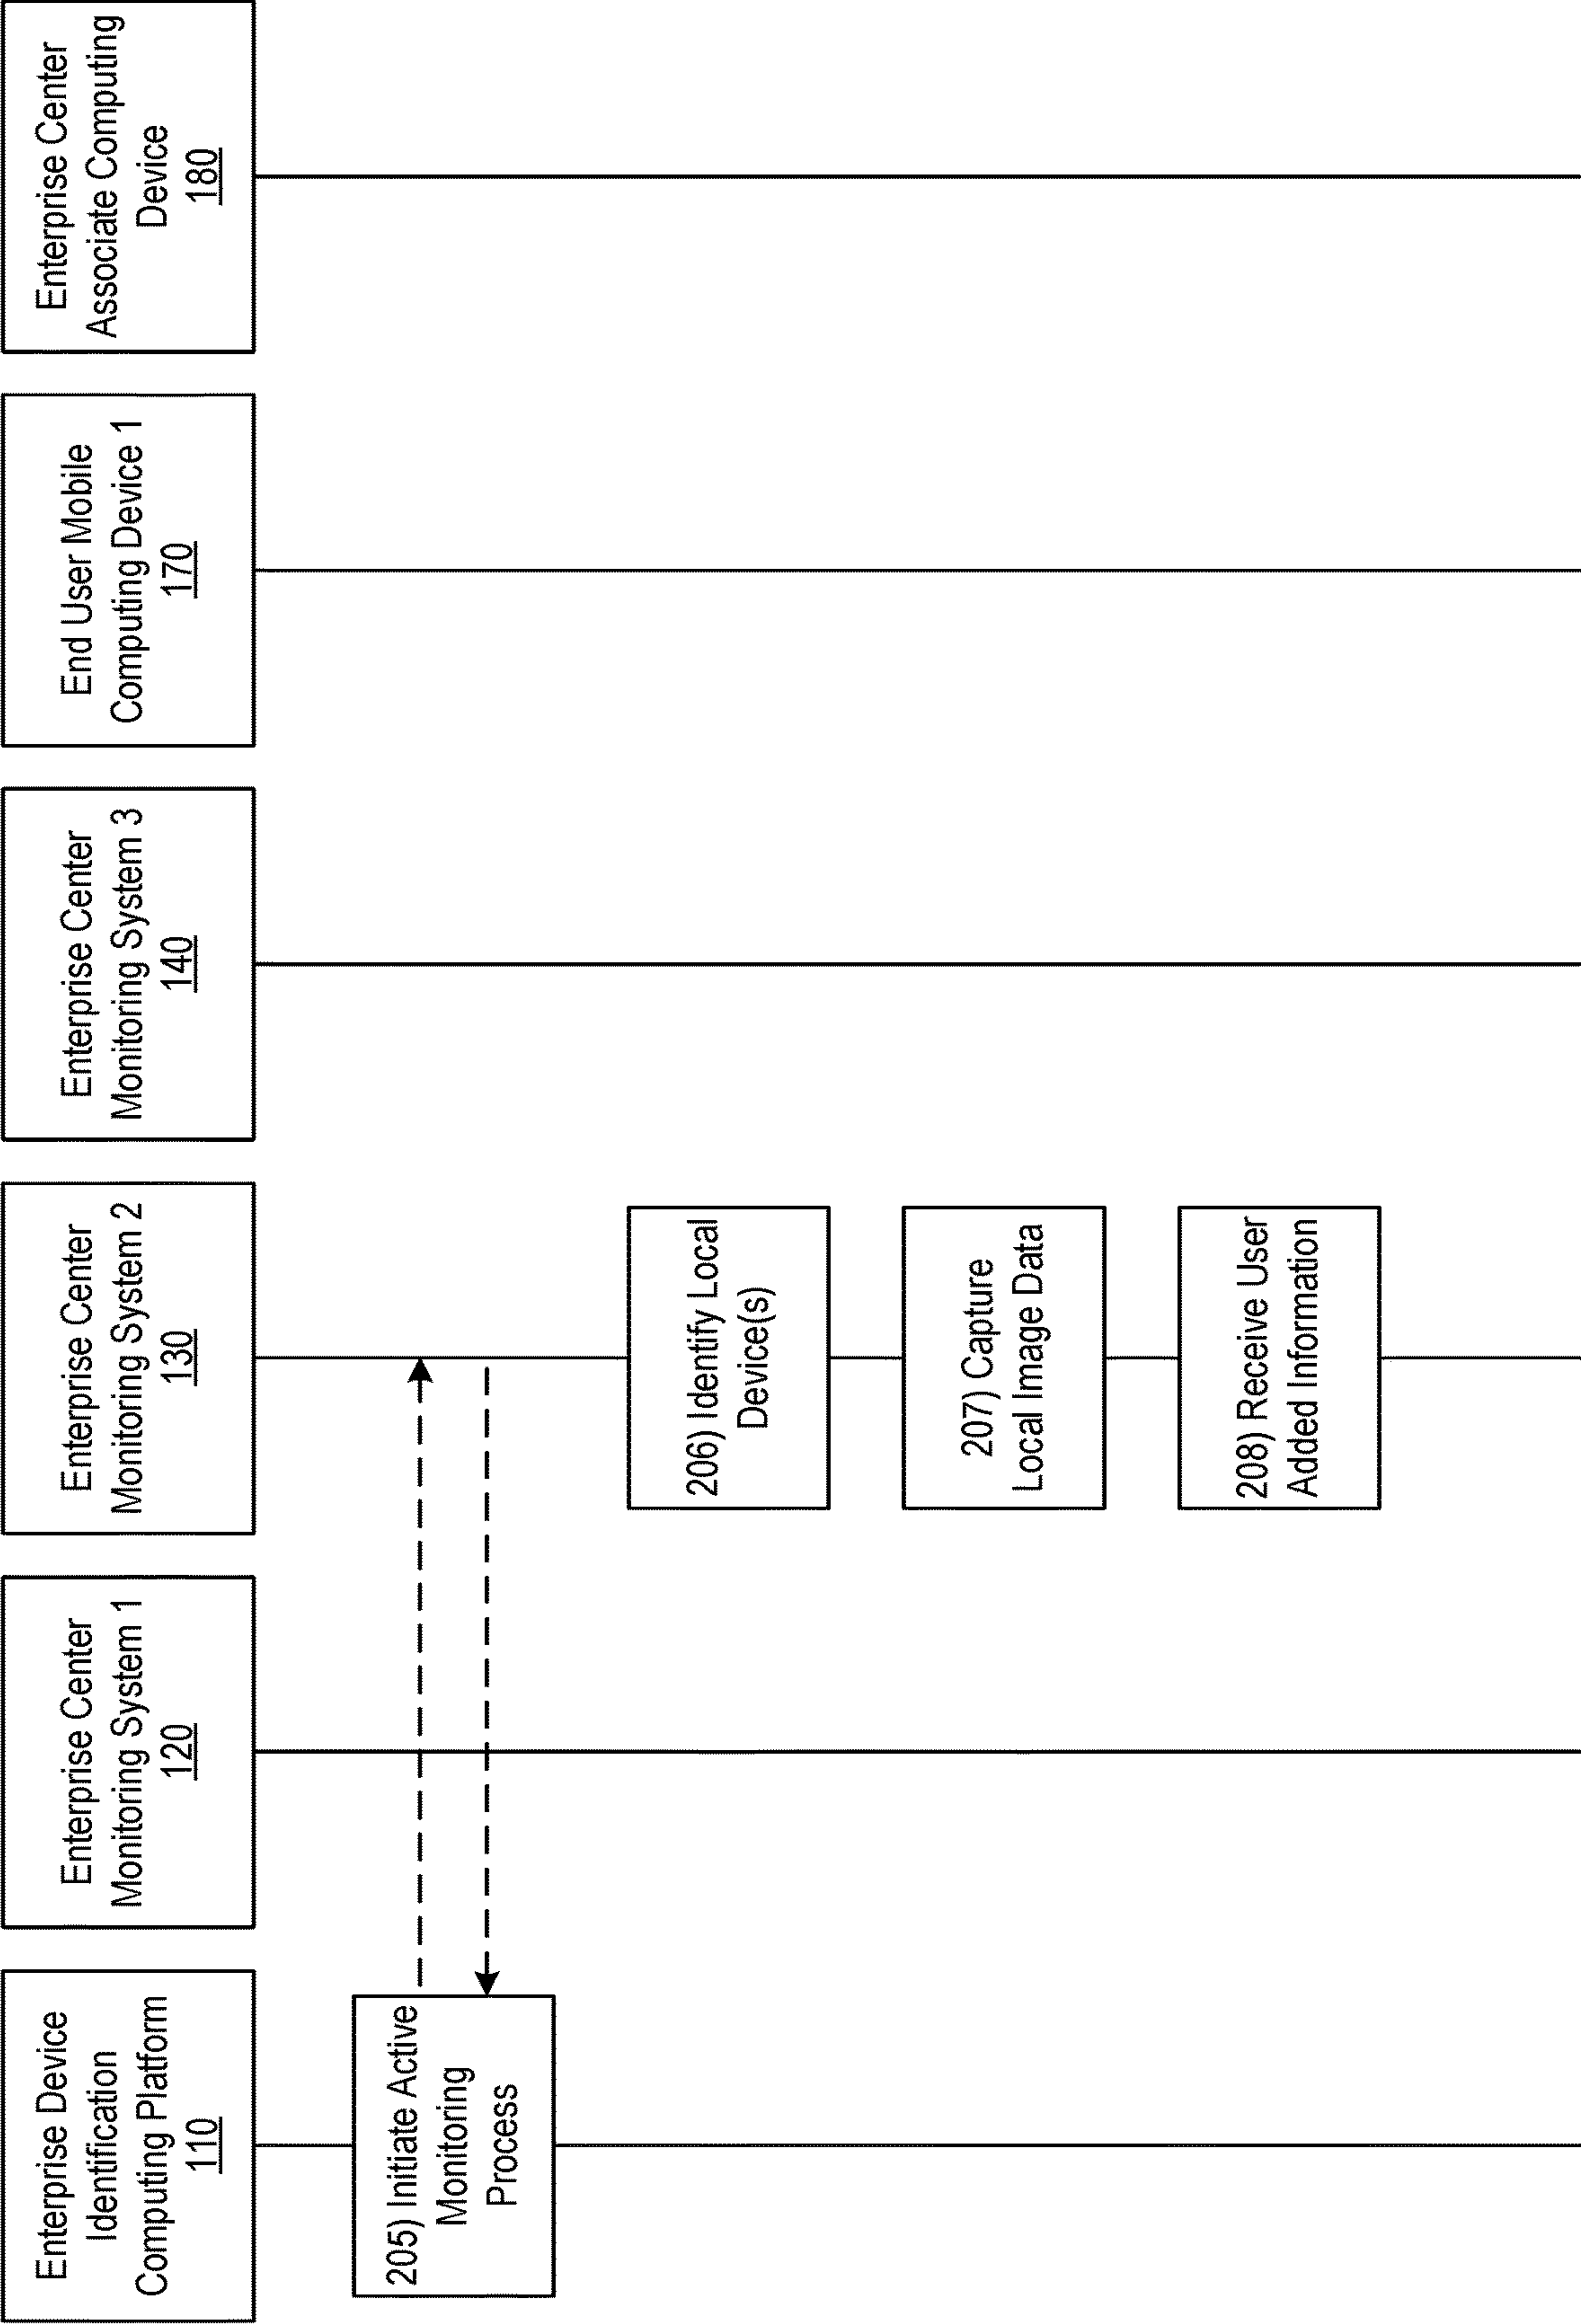 Enterprise Device
Identification
Computing Platform
110
Enterprise Center
Monitoring System 1
120
Enterprise Center
Monitoring System 2
130
Enterprise Center
Monitoring System 3
140
End User Mobile
Computing Device 1
170
Enterprise Center
Associate Computing
Device
180
205) Initiate Active
Monitoring
Process
206) Identify Local
Device(s)
207) Capture
Local Image Data
208) Receive User
Added Information